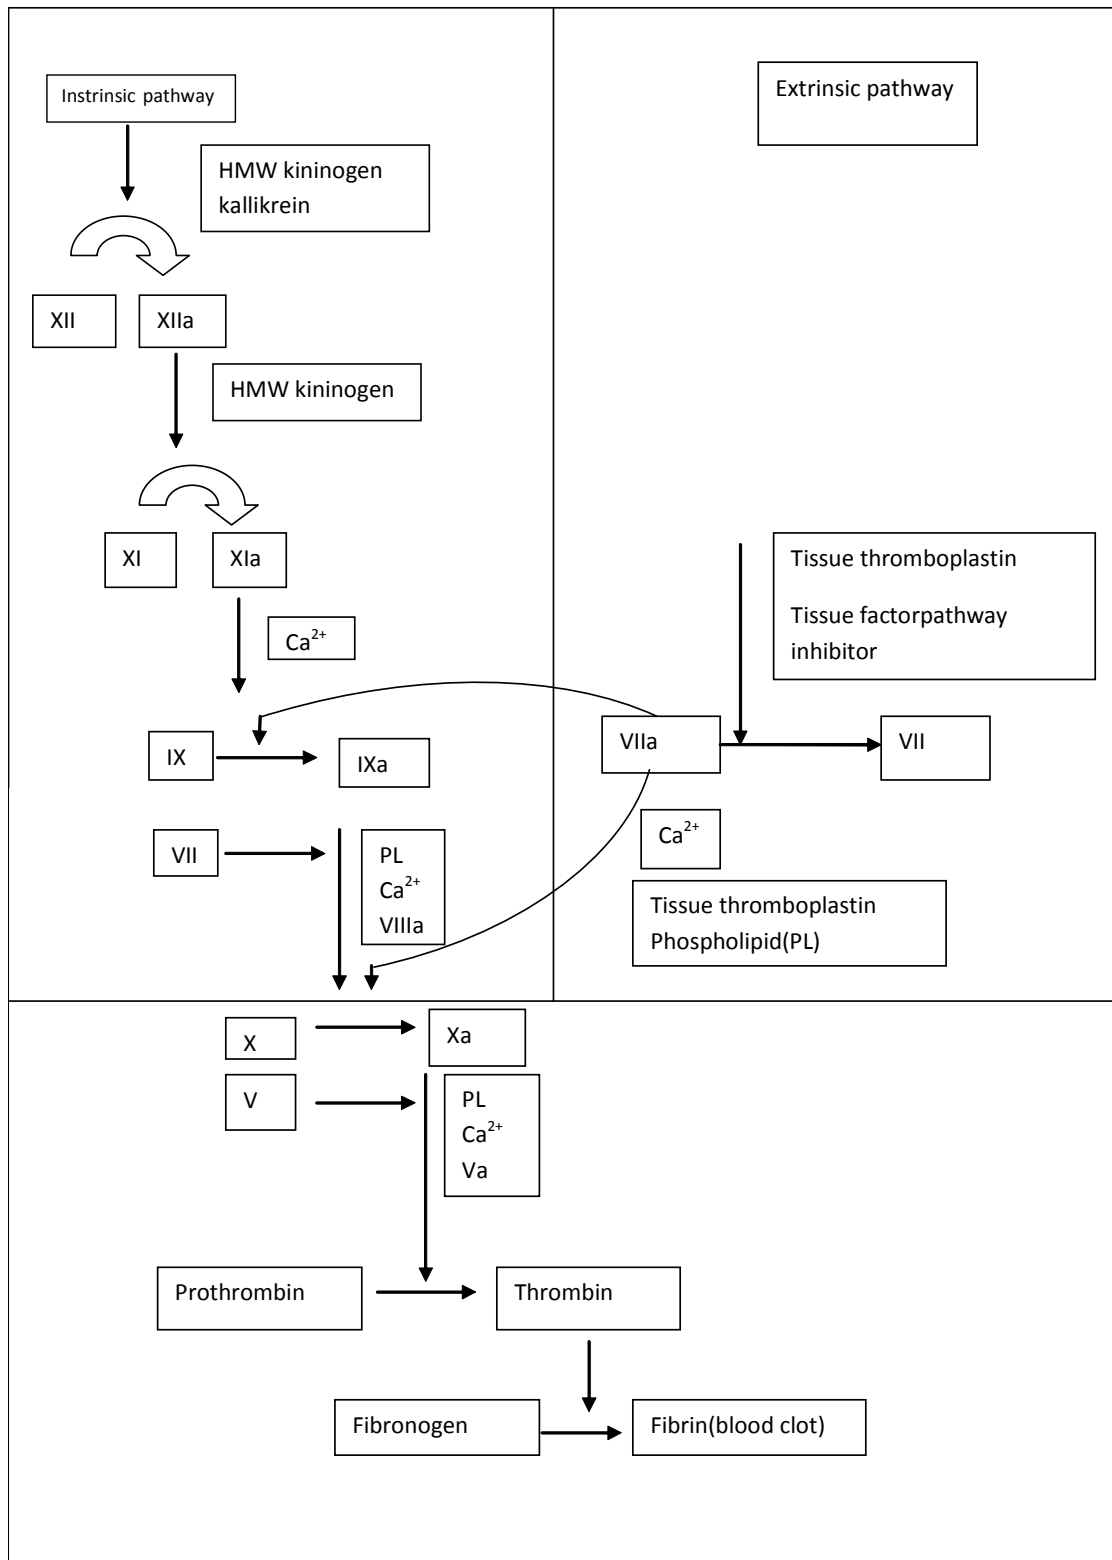 Instrinsic pathway
Extrinsic pathway
HMW kininogen
kallikrein
XII
XIIa
HMW kininogen
XI
XIa
Tissue thromboplastin
Tissue factorpathway
inhibitor
Ca2+
IX
IXa
VIIa
VII
VII
PL
Ca2+
VIIIa
Ca2+
Tissue thromboplastin
Phospholipid(PL)
X
Xa
V
PL
Ca2+
Va
Prothrombin
Thrombin
Fibronogen
Fibrin(blood clot)